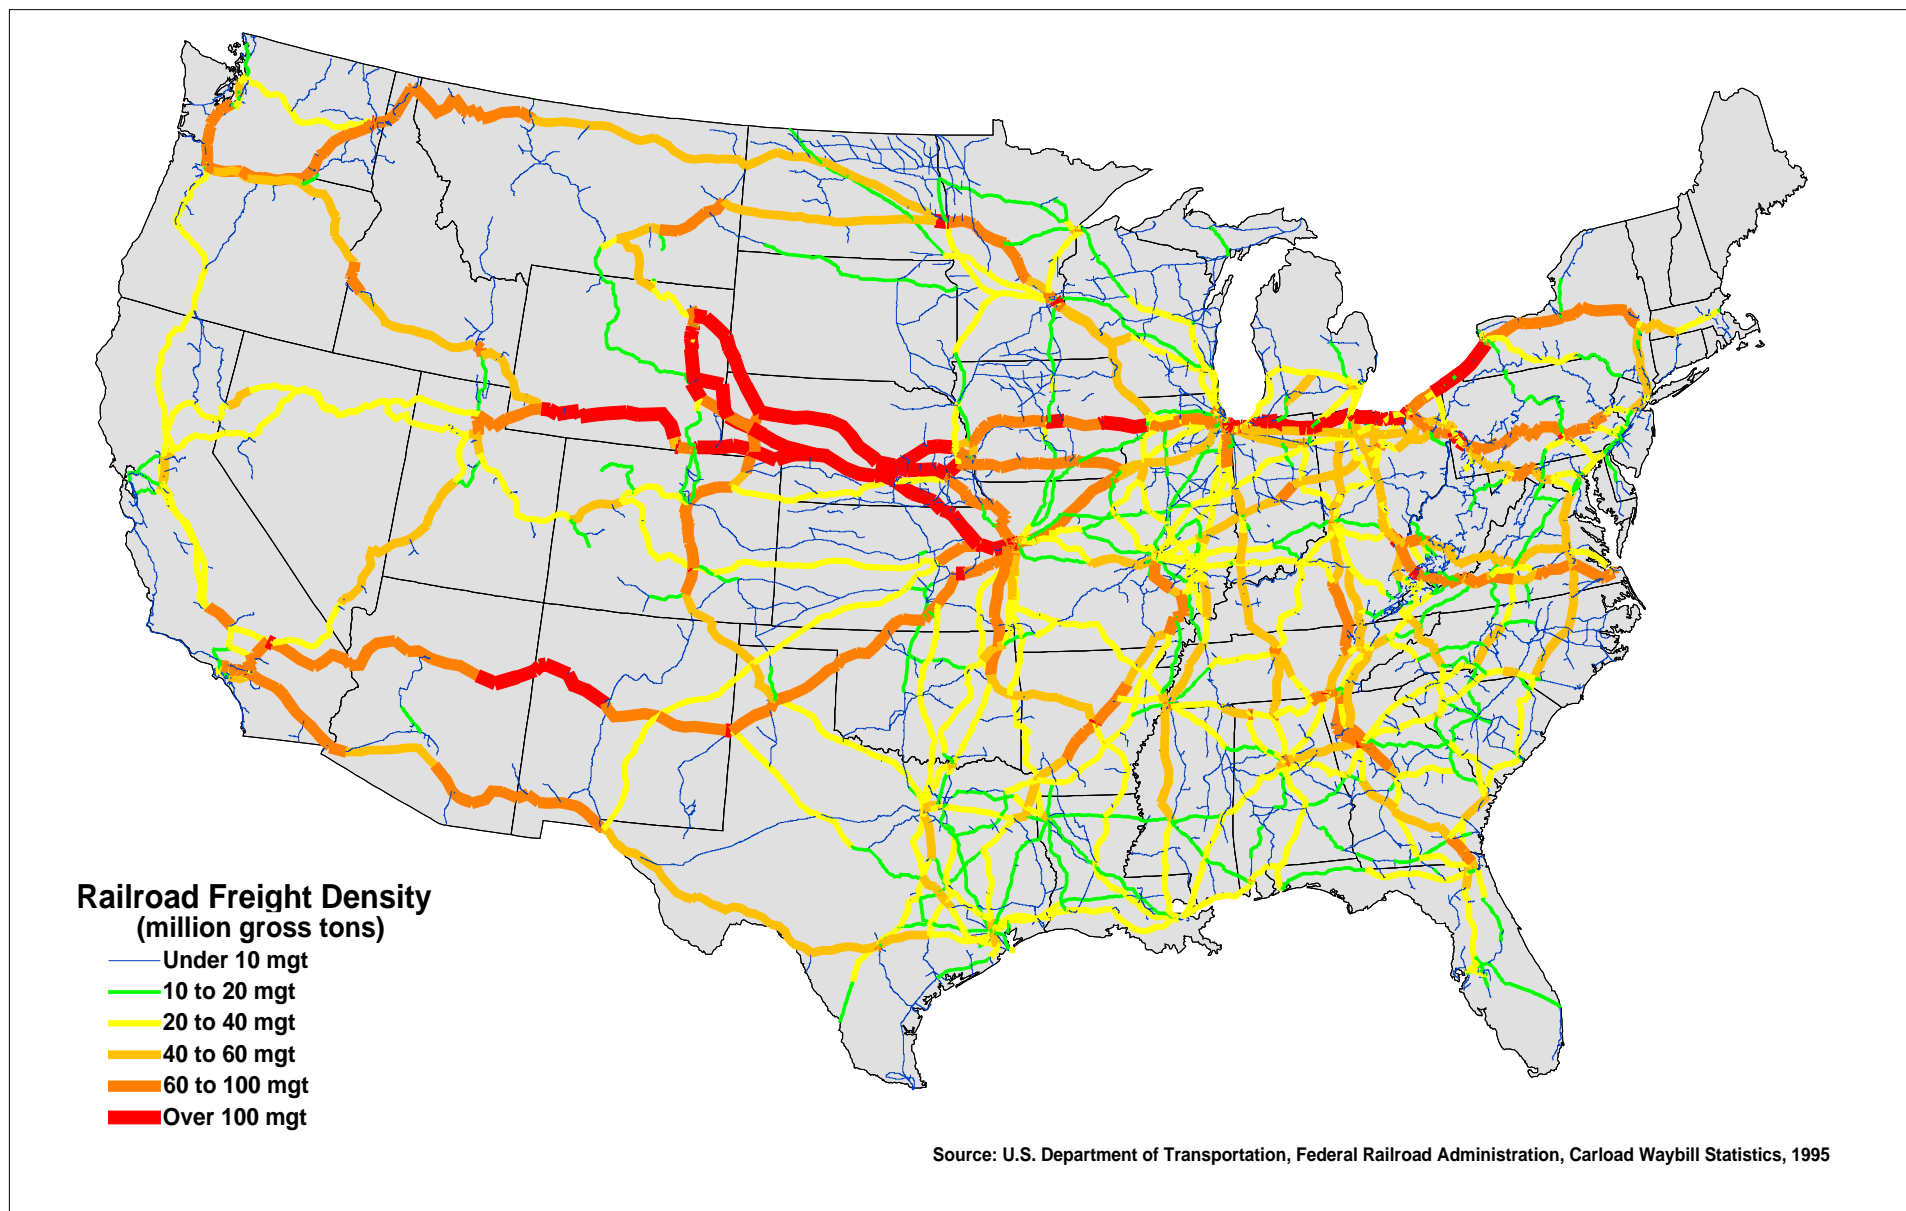 Railroad Freight Density
(million gross tons)
Under 10 mgt
10 to 20 mgt
20 to 40 mgt
40 to 60 mgt
60 to 100 mgt
Over 100 mgt
Source: U.S. Department of Transportation, Federal Railroad Administration, Carload Waybill Statistics, 1995